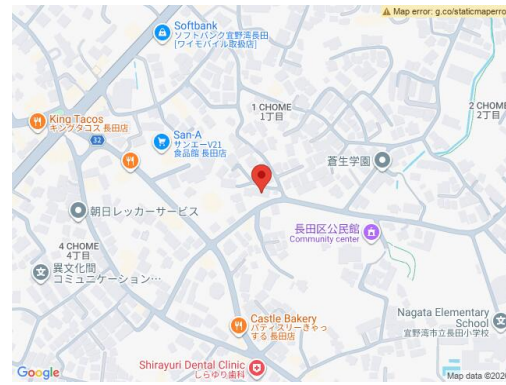 Map error: g.co/staticmaperro
Softbank
ソフトバンク宜野湾長田
[ワイモバイル取扱店]
1 CHOME
1丁目
2 CHOME
2丁目
King Tacos
キングタコス 長田店
32
San-A
サンエーV21
食品館 長田店
蒼生学園
朝日レッカーサービス
長田区公民館
Community center
4 CHOME
4丁目
異文化間
コミュニケーション…
Castle Bakery
パティスリーきゃっ
する 長田店
Nagata Elementary
School
宜野湾市立長田小学校
Shirayuri Dental Clinic
しらゆり歯科
Google
Map data ©2026